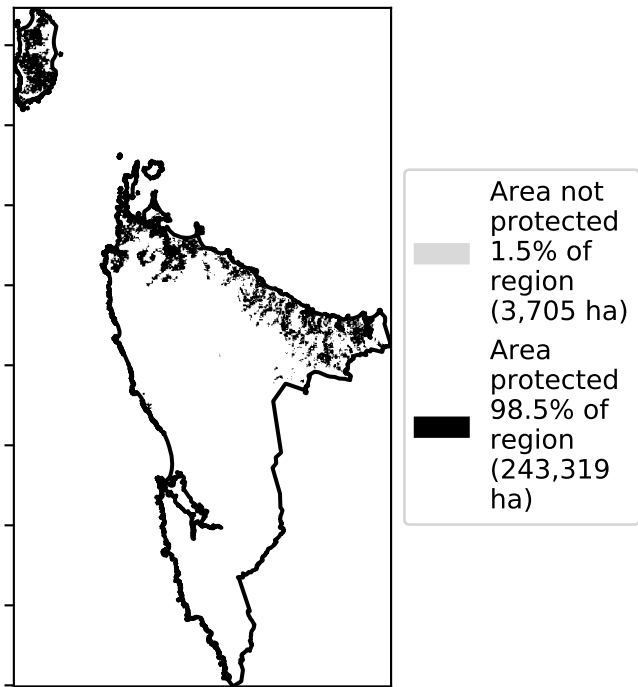 Area not
protected
1.5% of
region
(3,705 ha)
Area
protected
98.5% of
region
(243,319
ha)